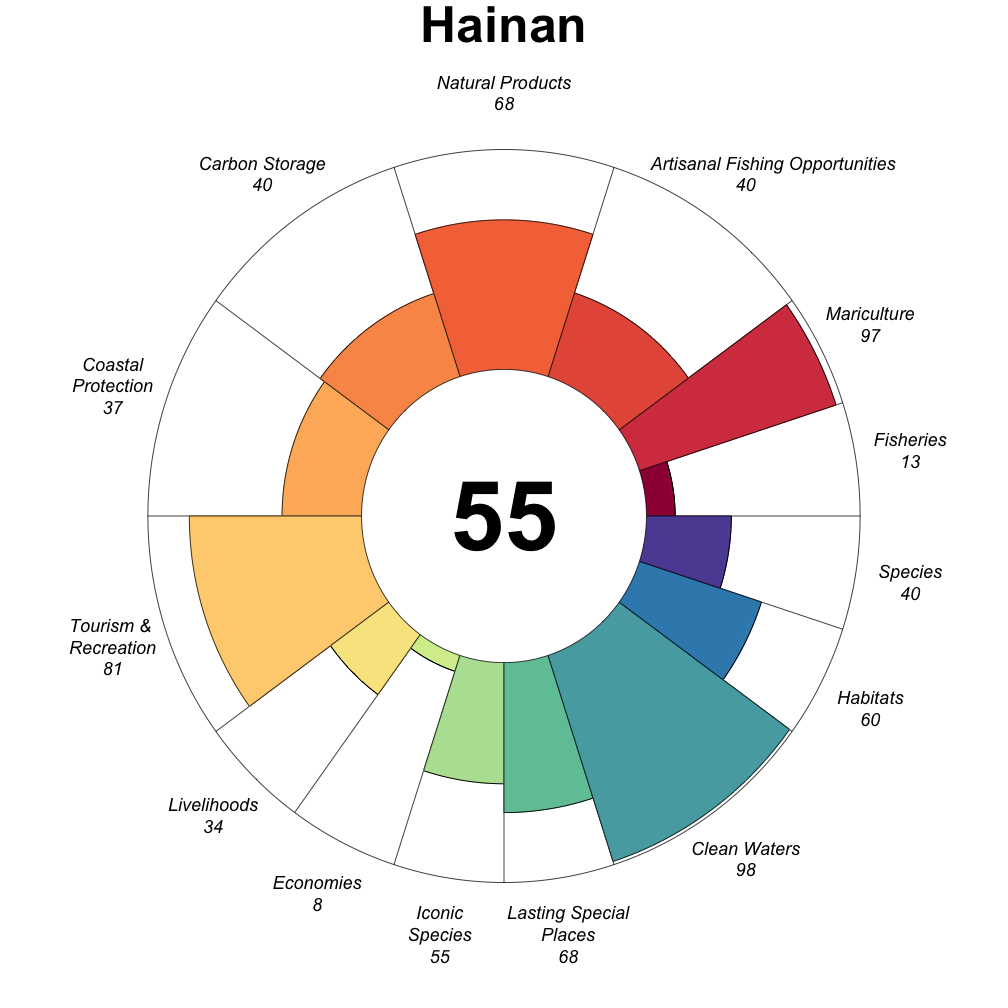 Hainan
Natural Products
68
Carbon Storage
40
Artisanal Fishing Opportunities
40
Mariculture
97
Coastal
Protection
37
Fisheries
13
55
Species
40
Tourism &
Recreation
81
Habitats
60
Livelihoods
34
Clean Waters
98
Economies
8
Iconic
Species
55
Lasting Special
Places
68